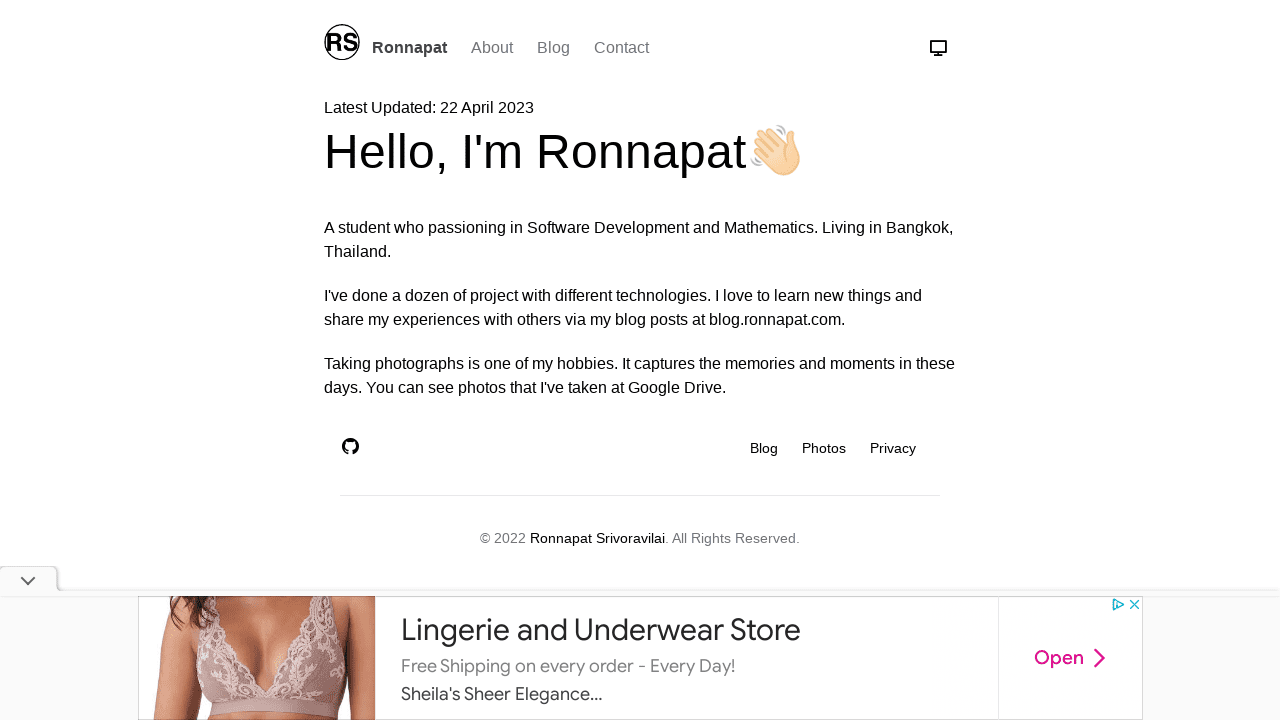 RS
Ronnapat About Blog Contact
Latest Updated: 22 April 2023
Hello, I'm Ronnapat👋🏼
A student who passioning in Software Development and Mathematics. Living in Bangkok,
Thailand.
I've done a dozen of project with different technologies. I love to learn new things and
share my experiences with others via my blog posts at blog.ronnapat.com.
Taking photographs is one of my hobbies. It captures the memories and moments in these
days. You can see photos that I've taken at Google Drive.
Blog Photos Privacy
© 2022 Ronnapat Srivoravilai. All Rights Reserved.
Lingerie and Underwear Store
Free Shipping on every order - Every Day!
Sheila's Sheer Elegance...
Open